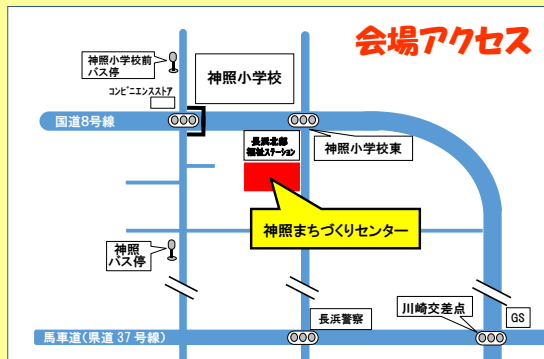 会場アクセス
神照小学校前
バス停
神照小学校
コンビニエンスストア
国道8号線
長浜北部
福祉ステーション
神照小学校東
神照まちづくりセンター
神照
バス停
長浜警察
川崎交差点
GS
馬車道(県道37号線)